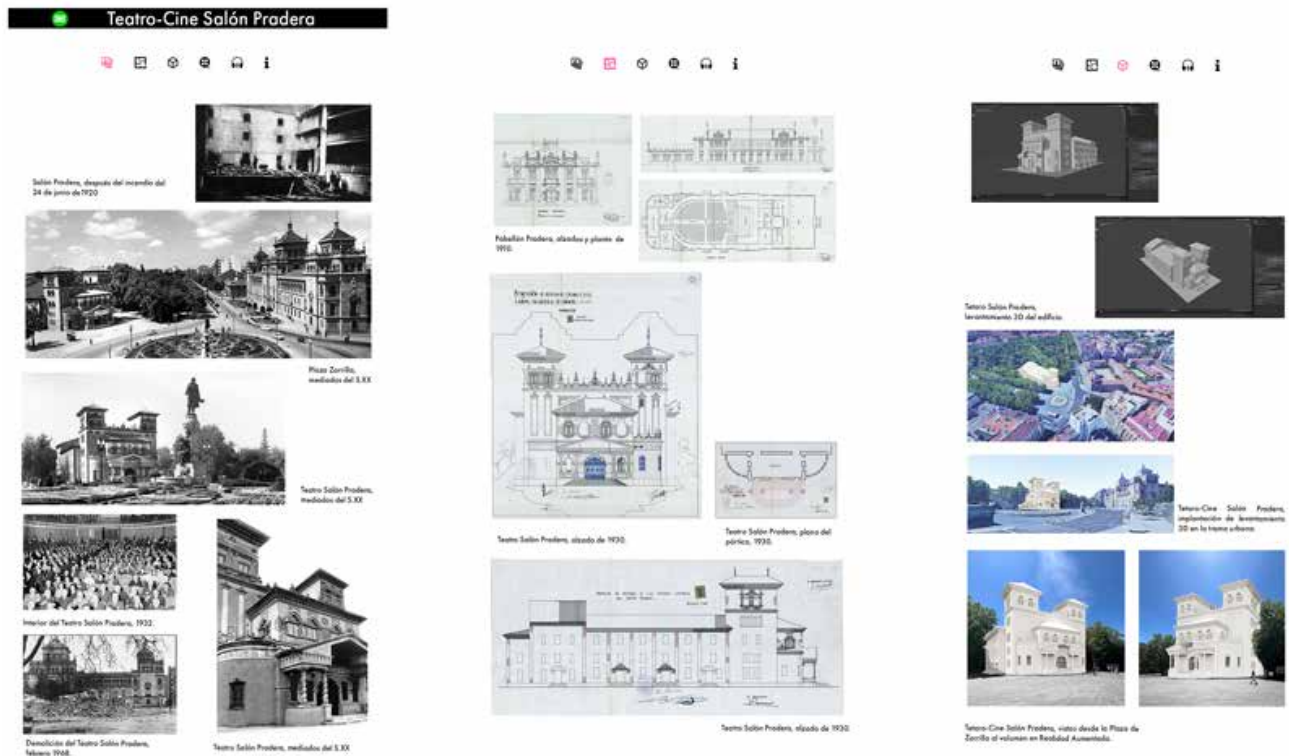 Teatro-Cine Salón Pradera
Salón Pradera, después del incendio del
24 de junio de 1920
Plaza Zorrilla,
mediados del S.XX
Teatro Salón Pradera,
mediados del S.XX
Interior del Teatro Salón Pradera, 1932.
Demolición del Teatro Salón Pradera,
febrero 1968.
Teatro Salón Pradera, mediados del S.XX
Pabellón Pradera, alzados y planta de
1910.
Teatro Salón Pradera, alzado de 1930.
Teatro Salón Pradera, plano del
pórtico, 1930.
Teatro Salón Pradera, alzado de 1930
Tetaro Salón Pradera,
levantamiento 3D del edificio.
Tetaro-Cine Salón Pradera,
implantación de levantamiento
3D en la trama urbana.
Tetaro-Cine Salón Pradera, vistas desde la Plaza de
Zorrilla al volumen en Realidad Aumentada.